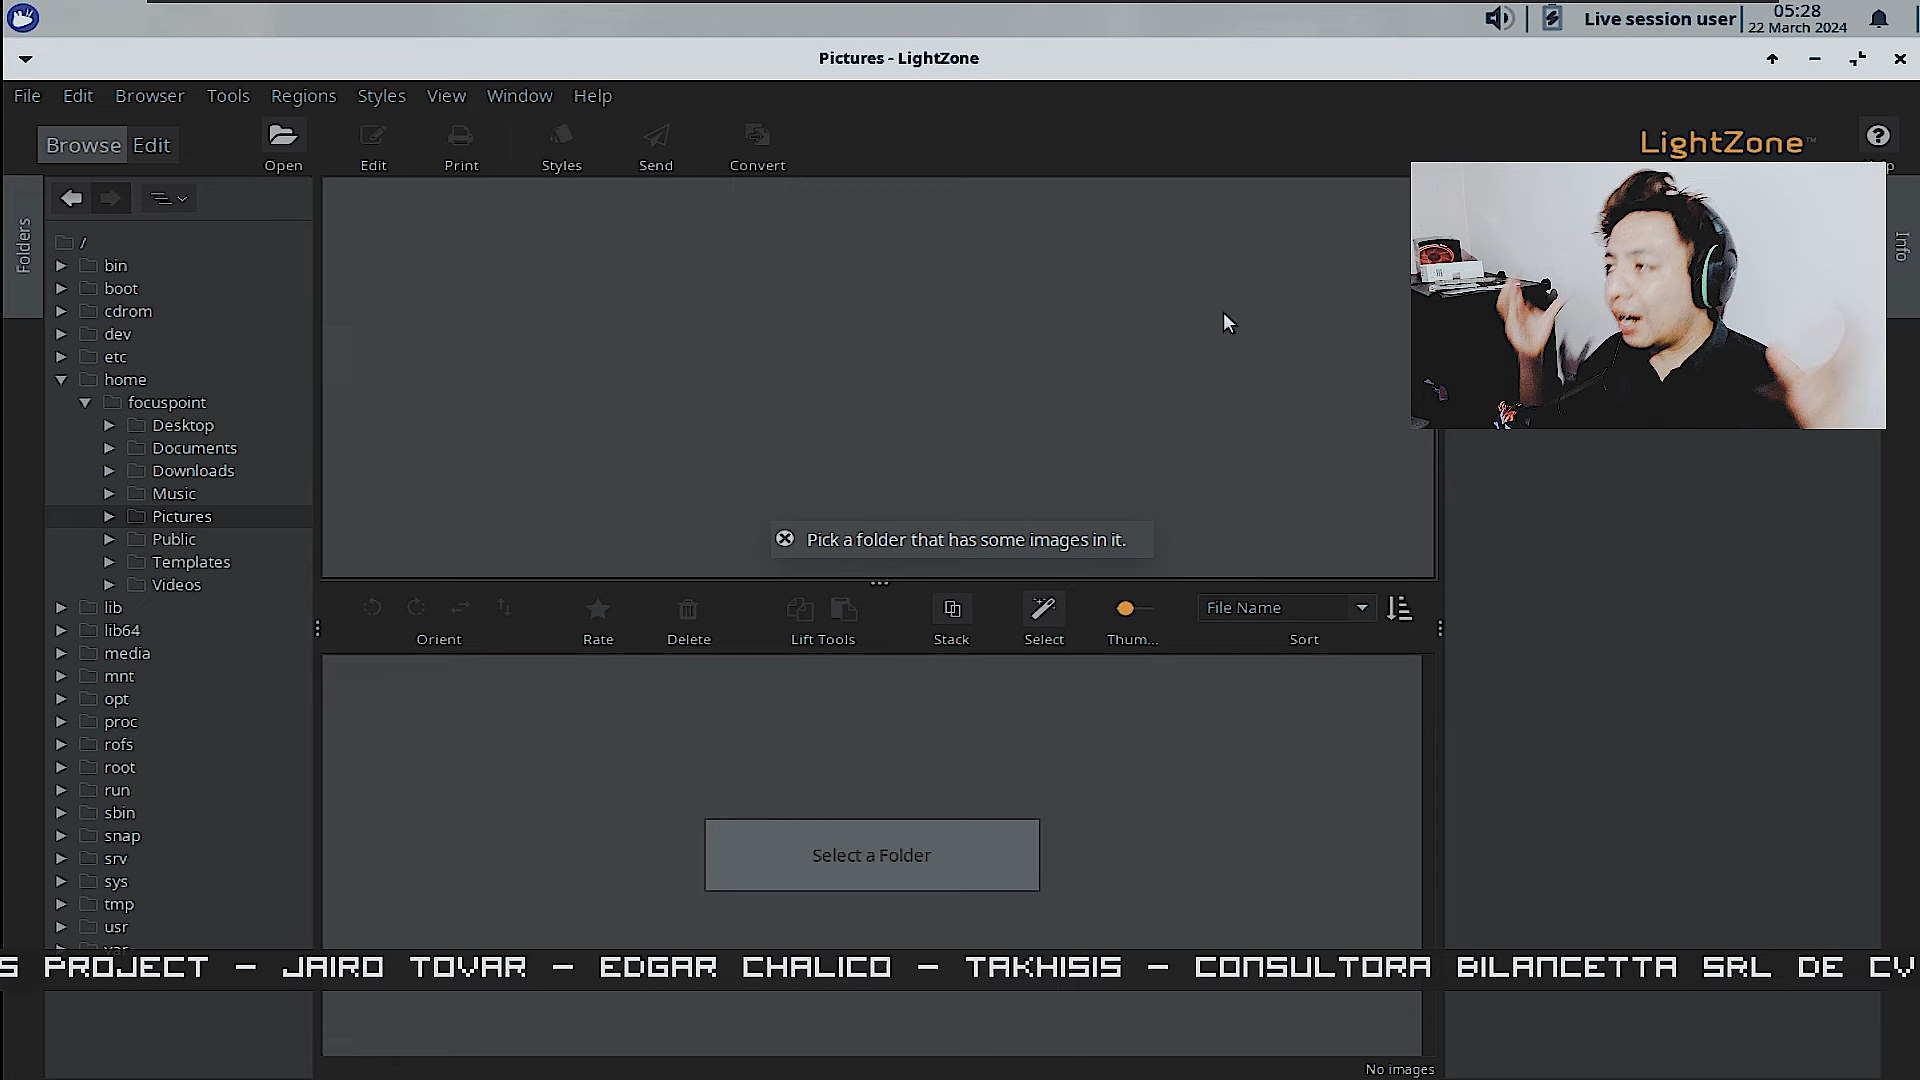 Live session user
05:28
22 March 2024
Pictures - LightZone
File Edit Browser Tools Regions Styles View Window Help
Browse Edit
Open Edit Print Styles Send Convert
LightZone™
Folders
Info
/
bin
boot
cdrom
dev
etc
home
focuspoint
Desktop
Documents
Downloads
Music
Pictures
Public
Templates
Videos
lib
lib64
media
mnt
opt
proc
rofs
root
run
sbin
snap
srv
sys
tmp
usr
var
Pick a folder that has some images in it.
File Name
Orient Rate Delete Lift Tools Stack Select Thum... Sort
Select a Folder
S PROJECT - JAIRO TOVAR - EDGAR CHALICO - TAKHISIS - CONSULTORA BILANCETTA SRL DE CV
No images